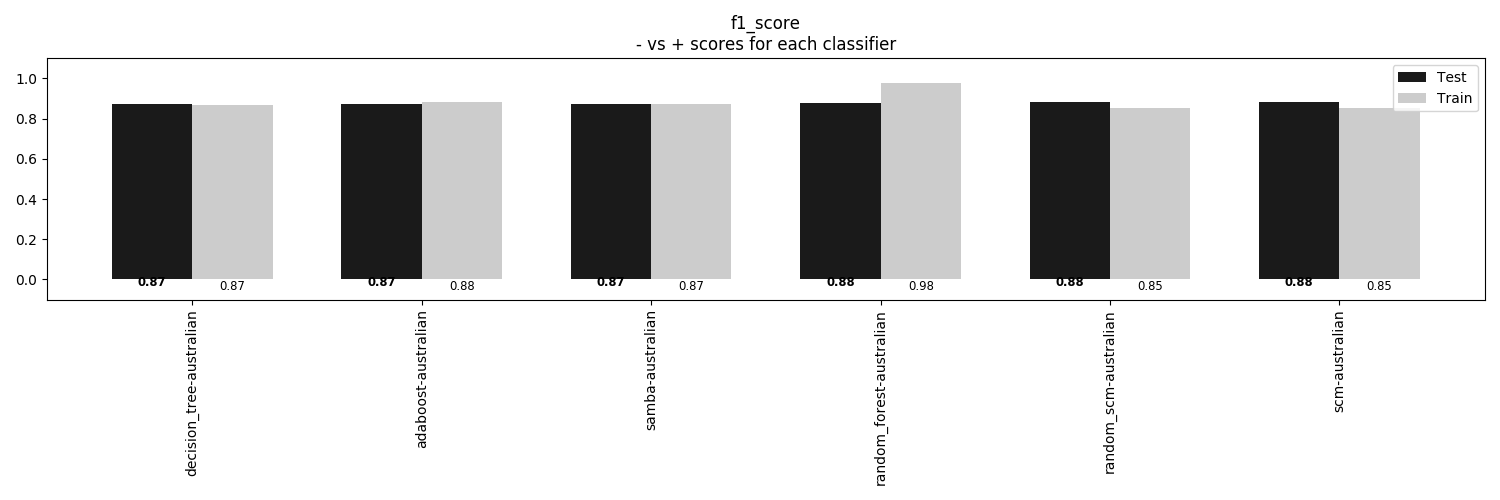 f1_score
- vs + scores for each classifier
Test
Train
1.0
0.8
0.6
0.4
0.2
0.0
0.87 0.87 0.87 0.88 0.87 0.87 0.88 0.98 0.88 0.85 0.88 0.85
decision_tree-australian
adaboost-australian
samba-australian
random_forest-australian
random_scm-australian
scm-australian